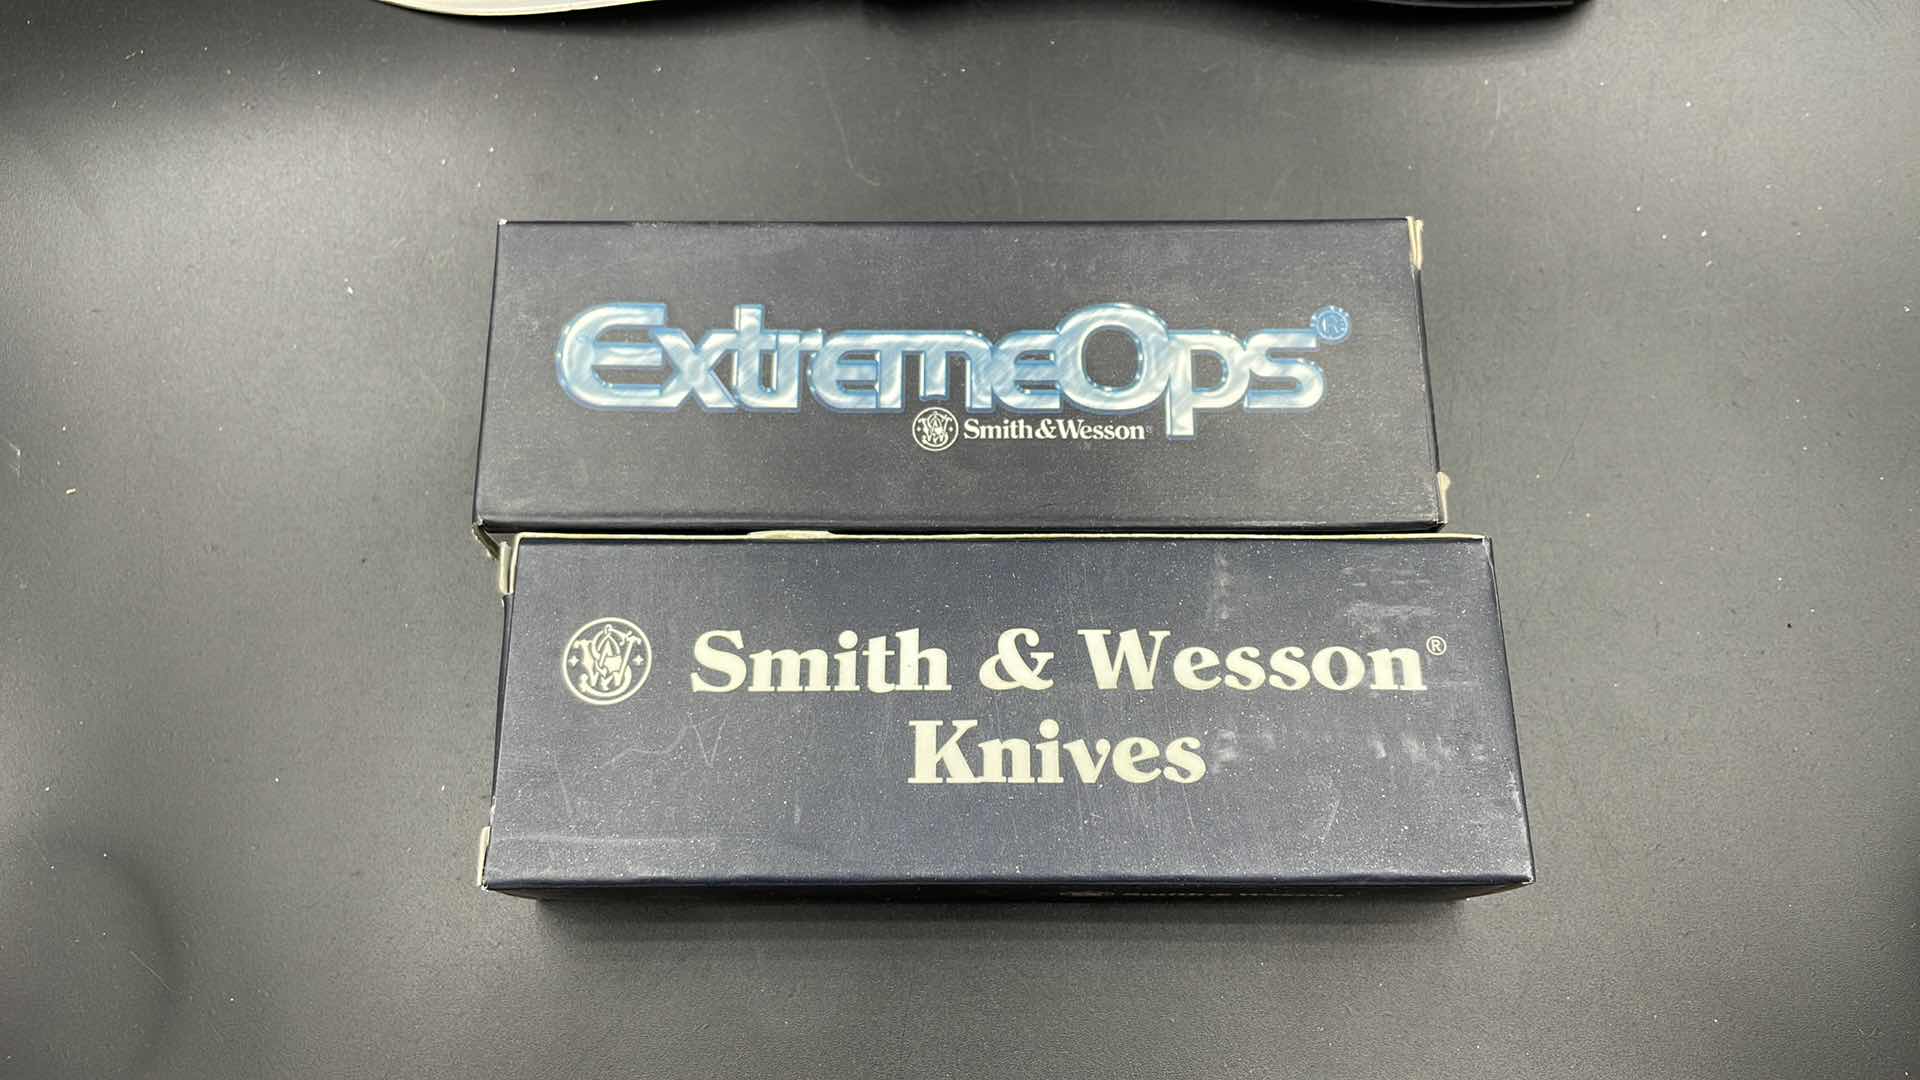 ExtremeOps®
Smith & Wesson
Smith & Wesson®
Knives